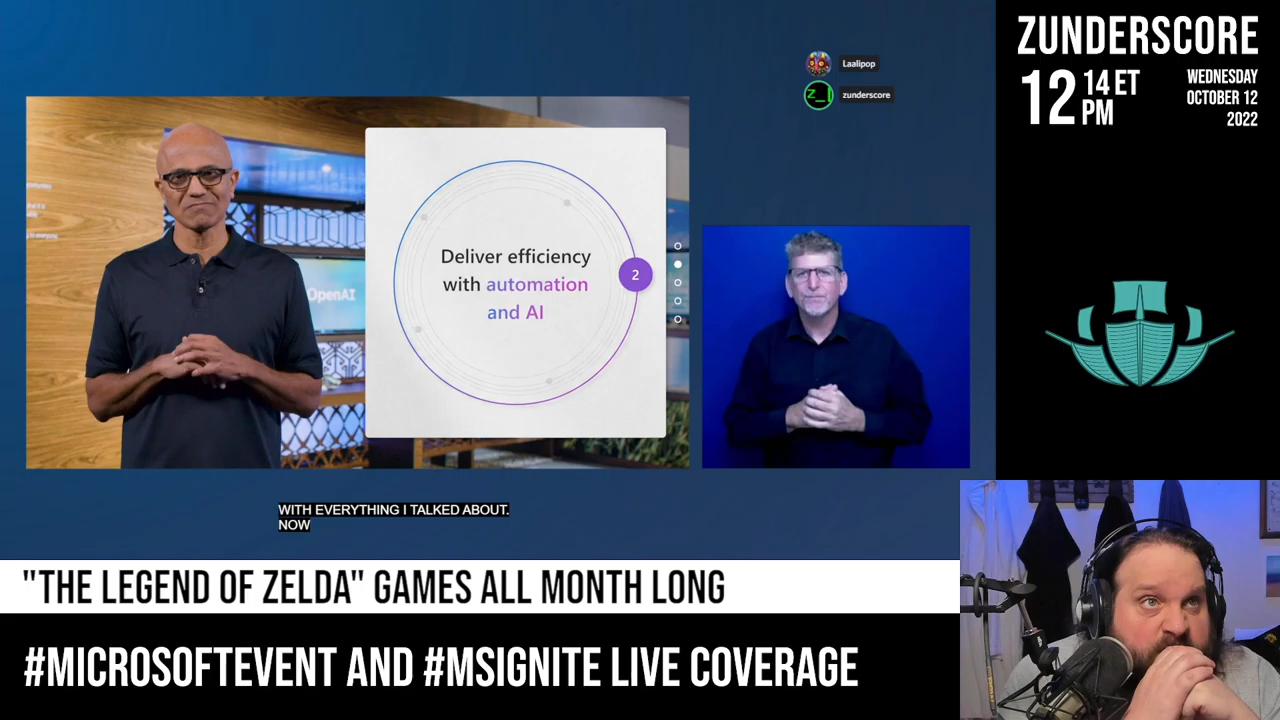 ZUNDERSCORE
12 14 ET
PM
WEDNESDAY
OCTOBER 12
2022
Laalipop
zunderscore
Deliver efficiency
with automation
and AI
2
OpenAI
WITH EVERYTHING I TALKED ABOUT.
NOW
"THE LEGEND OF ZELDA" GAMES ALL MONTH LONG
#MICROSOFTEVENT AND #MSIGNITE LIVE COVERAGE